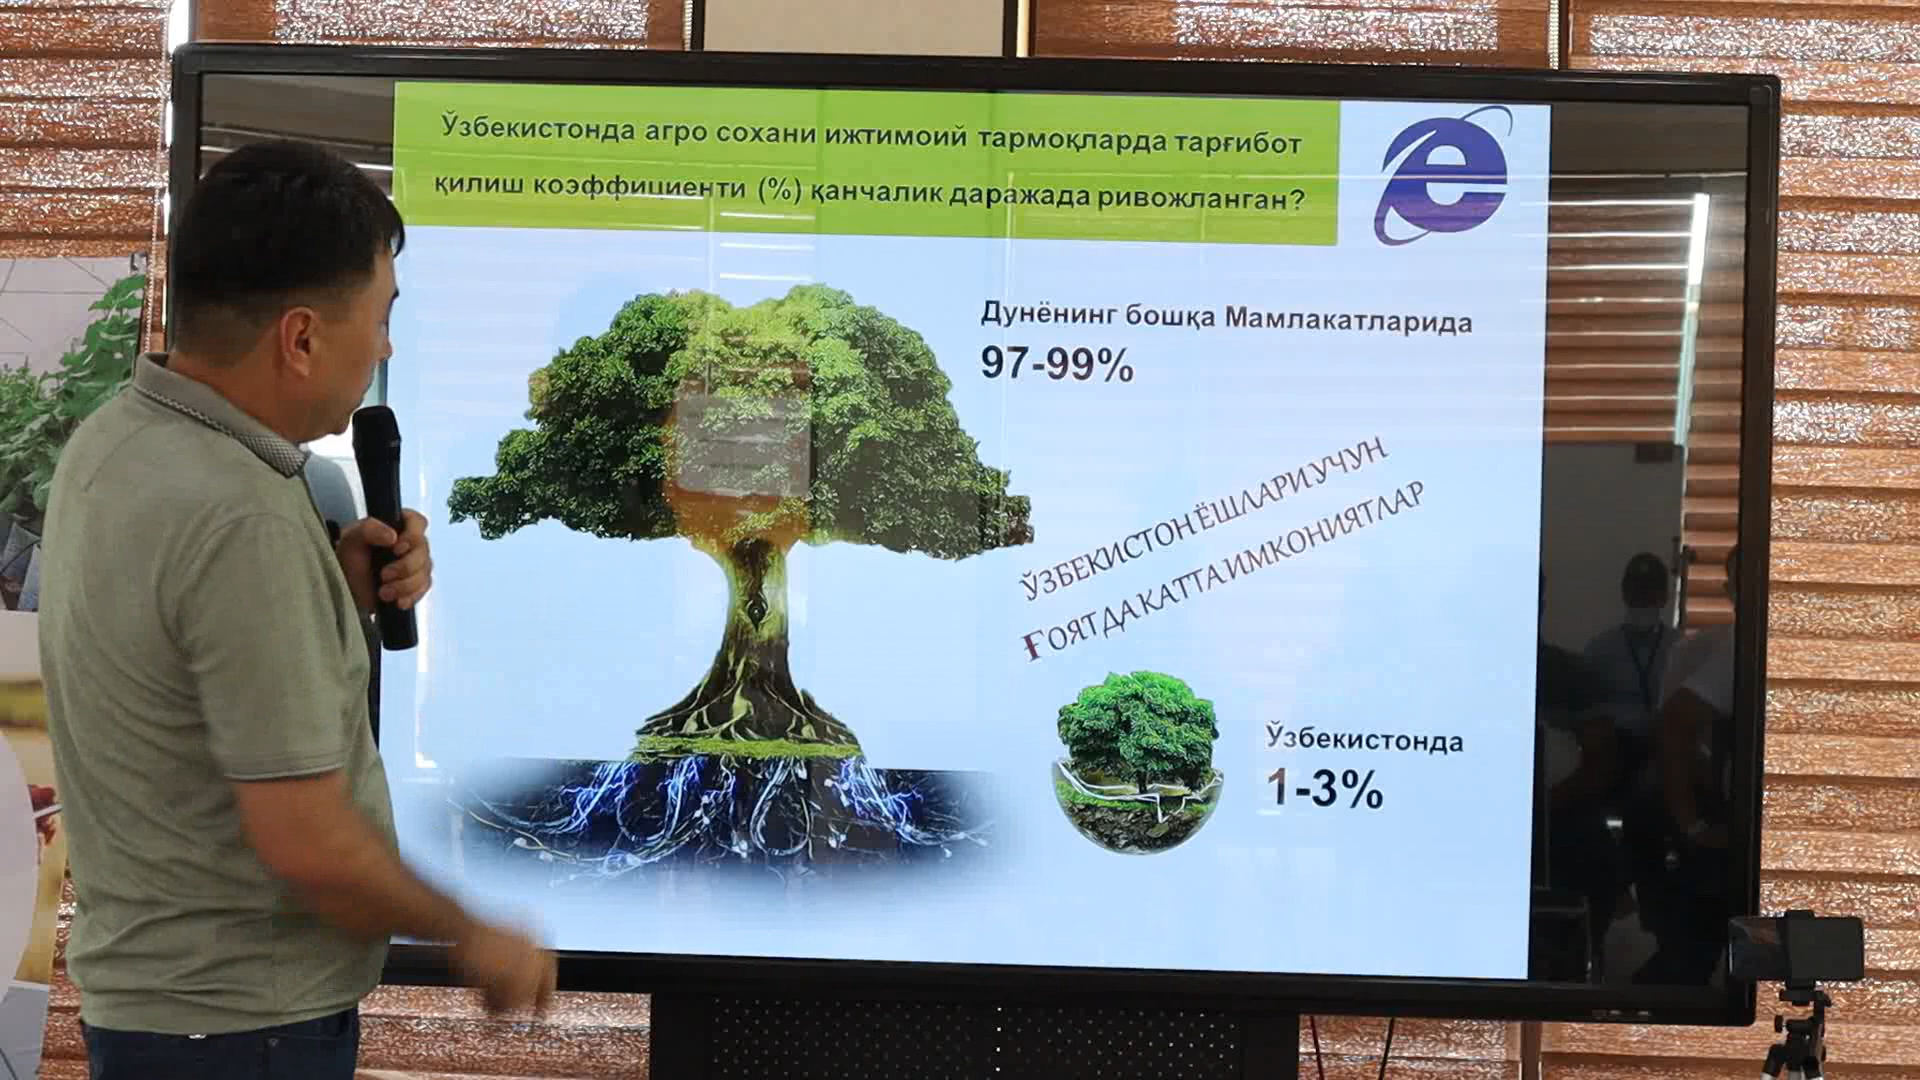 Ўзбекистонда агро сохани ижтимоий тармоқларда тарғибот
қилиш коэффициенти (%) қанчалик даражада ривожланган?
Дунёнинг бошқа Мамлакатларида
97-99%
ЎЗБЕКИСТОН ЁШЛАРИ УЧУН
ҒОЯТДА КАТТА ИМКОНИЯТЛАР
Ўзбекистонда
1-3%